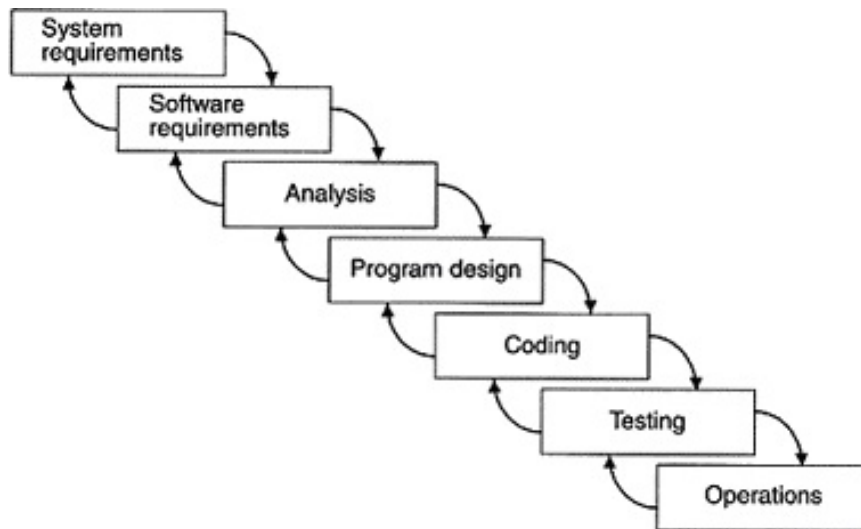 System
requirements
Software
requirements
Analysis
Program design
Coding
Testing
Operations